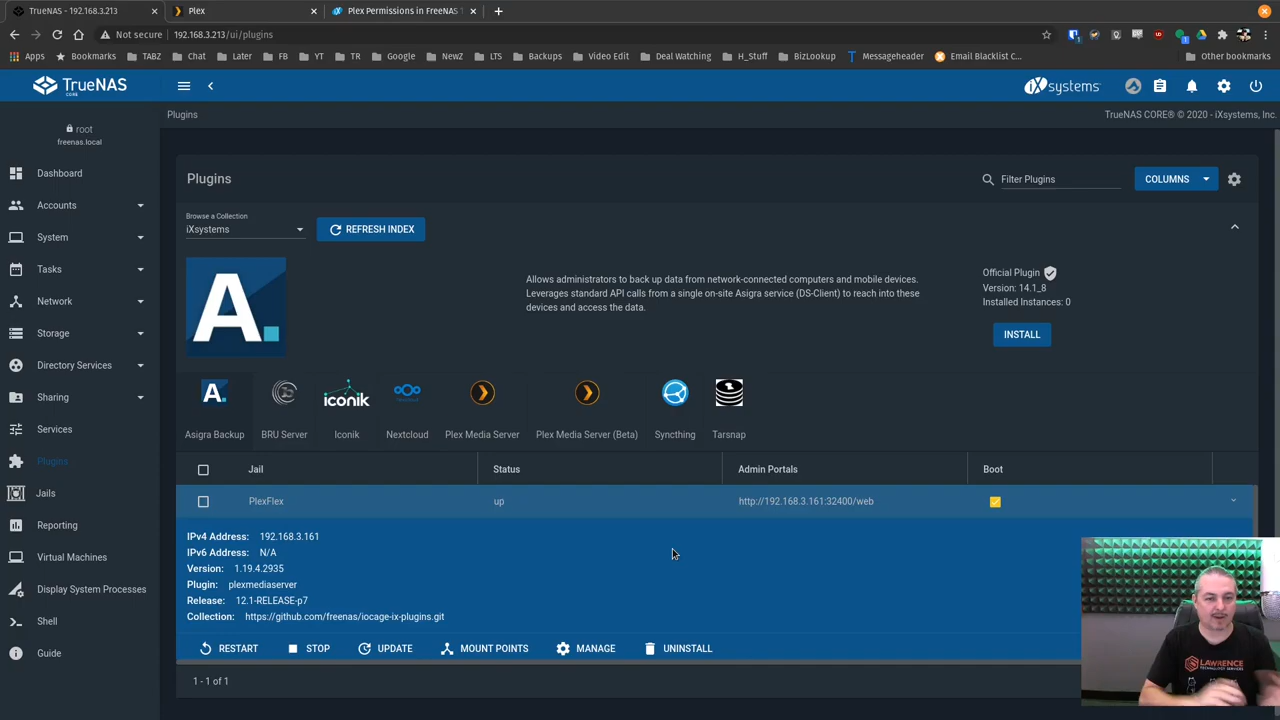 TrueNAS - 192.168.3.213
Plex
Plex Permissions in FreeNAS 1
Not secure 192.168.3.213/ui/plugins
Apps Bookmarks TABZ Chat Later FB YT TR Google NewZ LTS Backups Video Edit Deal Watching H_Stuff BizLookup Messageheader Email Blacklist C... Other bookmarks
TrueNAS
CORE
iXsystems
root
freenas.local
Plugins
TrueNAS CORE® © 2020 - iXsystems, Inc.
Dashboard
Accounts
System
Tasks
Network
Storage
Directory Services
Sharing
Services
Plugins
Jails
Reporting
Virtual Machines
Display System Processes
Shell
Guide
Plugins
Filter Plugins
COLUMNS
Browse a Collection
iXsystems
REFRESH INDEX
A.
Allows administrators to back up data from network-connected computers and mobile devices.
Leverages standard API calls from a single on-site Asigra service (DS-Client) to reach into these
devices and access the data.
Official Plugin
Version: 14.1_8
Installed Instances: 0
INSTALL
A. iconik
Asigra Backup BRU Server Iconik Nextcloud Plex Media Server Plex Media Server (Beta) Syncthing Tarsnap
Jail Status Admin Portals Boot
PlexFlex up http://192.168.3.161:32400/web
IPv4 Address: 192.168.3.161
IPv6 Address: N/A
Version: 1.19.4.2935
Plugin: plexmediaserver
Release: 12.1-RELEASE-p7
Collection: https://github.com/freenas/iocage-ix-plugins.git
RESTART STOP UPDATE MOUNT POINTS MANAGE UNINSTALL
1 - 1 of 1
LAWRENCE